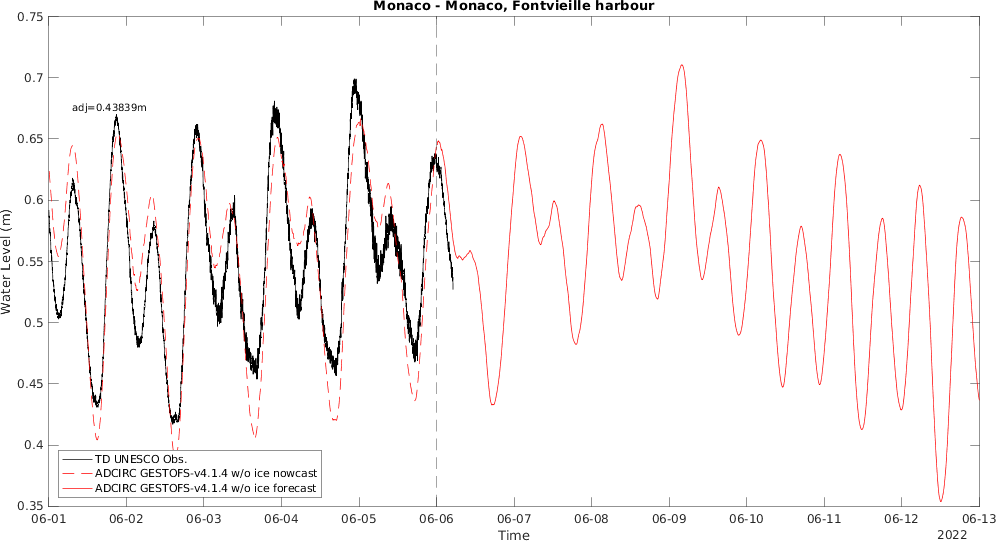 Monaco - Monaco, Fontvieille harbour
0.75
0.7
0.65
0.6
0.55
0.5
0.45
0.4
0.35
Water Level (m)
adj=0.43839m
TD UNESCO Obs.
ADCIRC GESTOFS-v4.1.4 w/o ice nowcast
ADCIRC GESTOFS-v4.1.4 w/o ice forecast
06-01 06-02 06-03 06-04 06-05 06-06 06-07 06-08 06-09 06-10 06-11 06-12 06-13
Time
2022